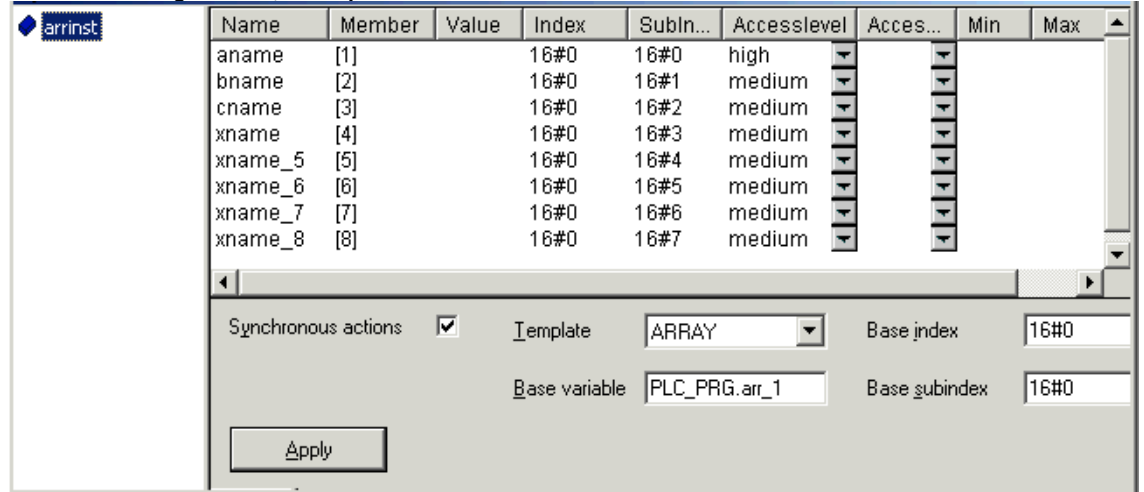 arrinst
Name Member Value Index SubIn... Accesslevel Acces... Min Max
aname [1] 16#0 16#0 high
bname [2] 16#0 16#1 medium
cname [3] 16#0 16#2 medium
xname [4] 16#0 16#3 medium
xname_5 [5] 16#0 16#4 medium
xname_6 [6] 16#0 16#5 medium
xname_7 [7] 16#0 16#6 medium
xname_8 [8] 16#0 16#7 medium
Synchronous actions Template ARRAY Base index 16#0
Base variable PLC_PRG.arr_1 Base subindex 16#0
Apply